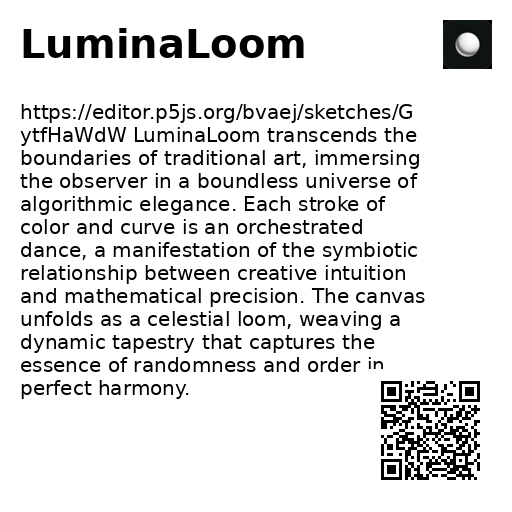 LuminaLoom
https://editor.p5js.org/bvaej/sketches/G
ytfHaWdW LuminaLoom transcends the
boundaries of traditional art, immersing
the observer in a boundless universe of
algorithmic elegance. Each stroke of
color and curve is an orchestrated
dance, a manifestation of the symbiotic
relationship between creative intuition
and mathematical precision. The canvas
unfolds as a celestial loom, weaving a
dynamic tapestry that captures the
essence of randomness and order in
perfect harmony.